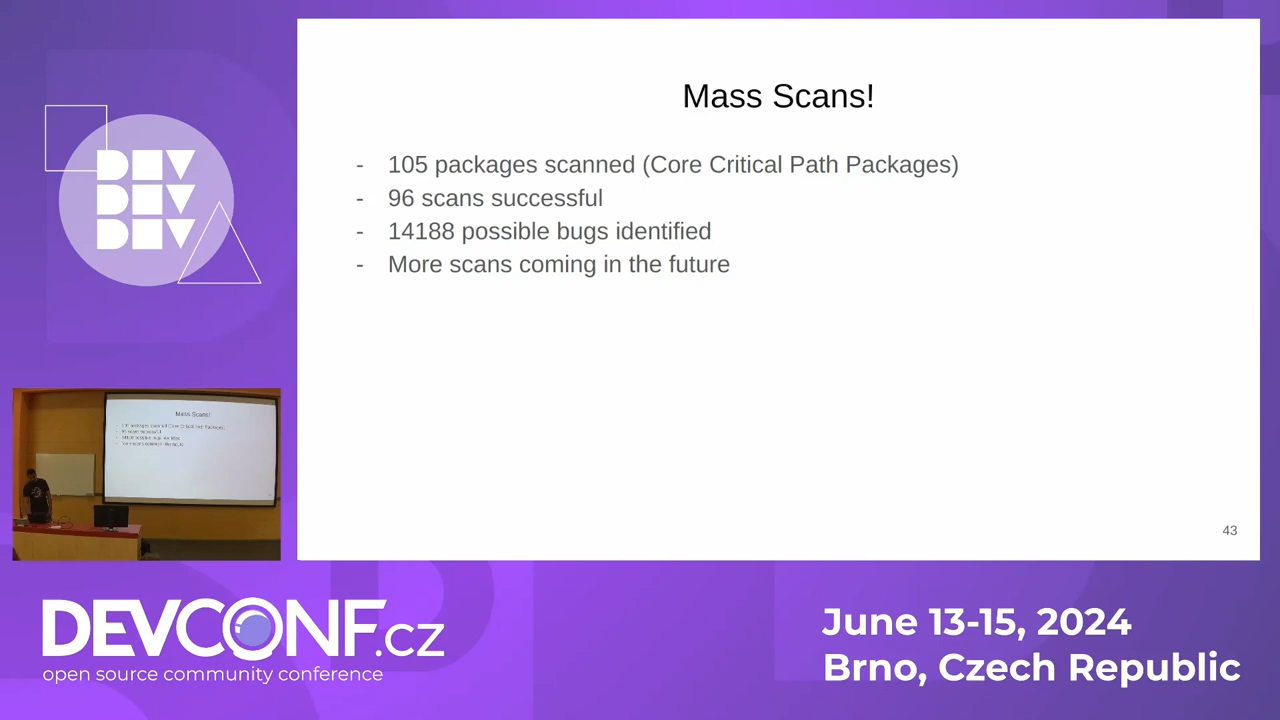 Mass Scans!
- 105 packages scanned (Core Critical Path Packages)
- 96 scans successful
- 14188 possible bugs identified
- More scans coming in the future
43
DEV
DEV
DEV
Mass Scans!
DEVCONF.cz
open source community conference
June 13-15, 2024
Brno, Czech Republic